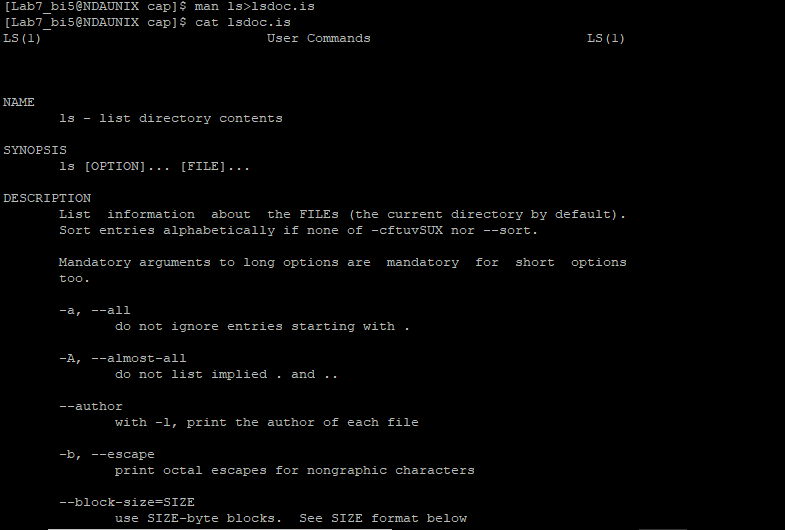 [Lab7_bi5@NDAUNIX cap]$ man ls>lsdoc.is
[Lab7_bi5@NDAUNIX cap]$ cat lsdoc.is
LS(1) User Commands LS(1)
NAME
ls - list directory contents
SYNOPSIS
ls [OPTION]... [FILE]...
DESCRIPTION
List information about the FILEs (the current directory by default).
Sort entries alphabetically if none of -cftuvSUX nor --sort.
Mandatory arguments to long options are mandatory for short options
too.
-a, --all
do not ignore entries starting with .
-A, --almost-all
do not list implied . and ..
--author
with -l, print the author of each file
-b, --escape
print octal escapes for nongraphic characters
--block-size=SIZE
use SIZE-byte blocks. See SIZE format below